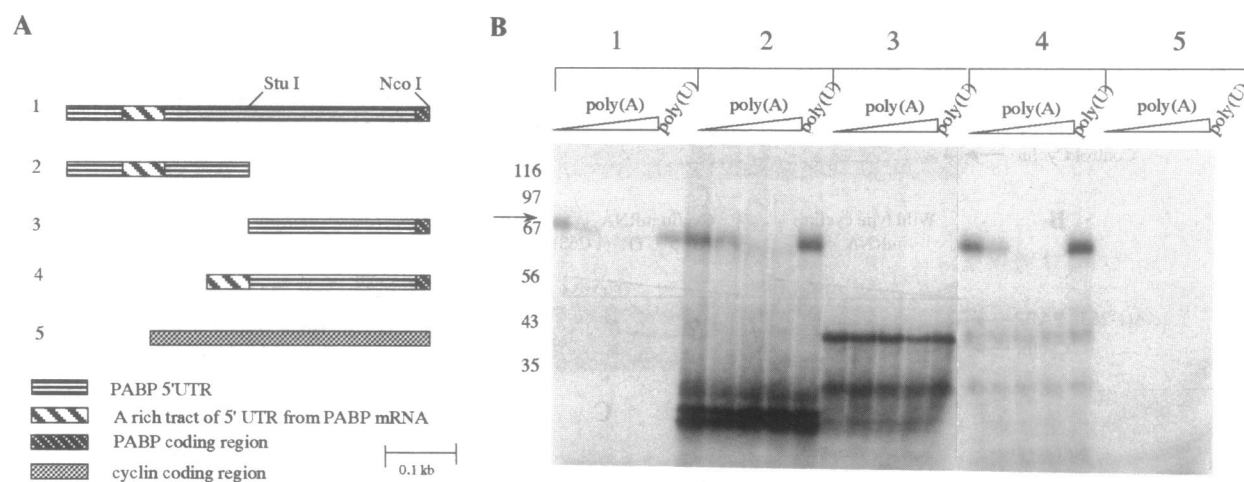 A
Stu I
Nco I
1
2
3
4
5
PABP 5'UTR
A rich tract of 5' UTR from PABP mRNA
PABP coding region
cyclin coding region
0.1 kb
B
1 2 3 4 5
poly(A) poly(U) poly(A) poly(U) poly(A) poly(U) poly(A) poly(U) poly(A) poly(U)
116
97
67
56
43
35